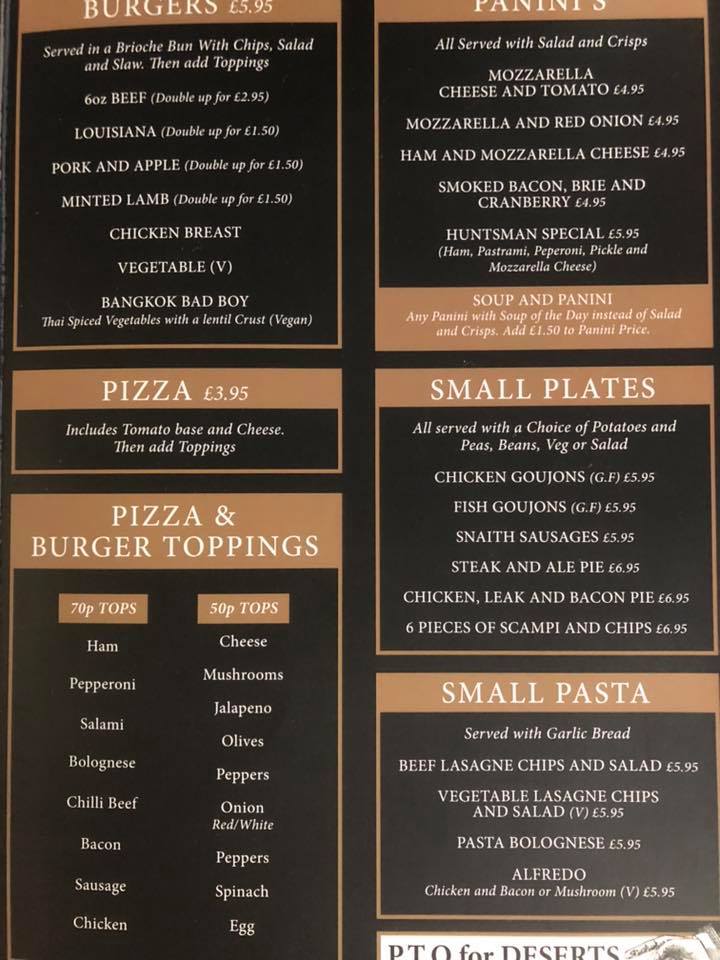 BURGERS £5.95
Served in a Brioche Bun With Chips, Salad
and Slaw. Then add Toppings
6oz BEEF (Double up for £2.95)
LOUISIANA (Double up for £1.50)
PORK AND APPLE (Double up for £1.50)
MINTED LAMB (Double up for £1.50)
CHICKEN BREAST
VEGETABLE (V)
BANGKOK BAD BOY
Thai Spiced Vegetables with a lentil Crust (Vegan)
PIZZA £3.95
Includes Tomato base and Cheese.
Then add Toppings
PIZZA &
BURGER TOPPINGS
70p TOPS
Ham
Pepperoni
Salami
Bolognese
Chilli Beef
Bacon
Sausage
Chicken
50p TOPS
Cheese
Mushrooms
Jalapeno
Olives
Peppers
Onion
Red/White
Peppers
Spinach
Egg
PANINI'S
All Served with Salad and Crisps
MOZZARELLA
CHEESE AND TOMATO £4.95
MOZZARELLA AND RED ONION £4.95
HAM AND MOZZARELLA CHEESE £4.95
SMOKED BACON, BRIE AND
CRANBERRY £4.95
HUNTSMAN SPECIAL £5.95
(Ham, Pastrami, Peperoni, Pickle and
Mozzarella Cheese)
SOUP AND PANINI
Any Panini with Soup of the Day instead of Salad
and Crisps. Add £1.50 to Panini Price.
SMALL PLATES
All served with a Choice of Potatoes and
Peas, Beans, Veg or Salad
CHICKEN GOUJONS (G.F) £5.95
FISH GOUJONS (G.F) £5.95
SNAITH SAUSAGES £5.95
STEAK AND ALE PIE £6.95
CHICKEN, LEAK AND BACON PIE £6.95
6 PIECES OF SCAMPI AND CHIPS £6.95
SMALL PASTA
Served with Garlic Bread
BEEF LASAGNE CHIPS AND SALAD £5.95
VEGETABLE LASAGNE CHIPS
AND SALAD (V) £5.95
PASTA BOLOGNESE £5.95
ALFREDO
Chicken and Bacon or Mushroom (V) £5.95
P.T.O for DESERTS